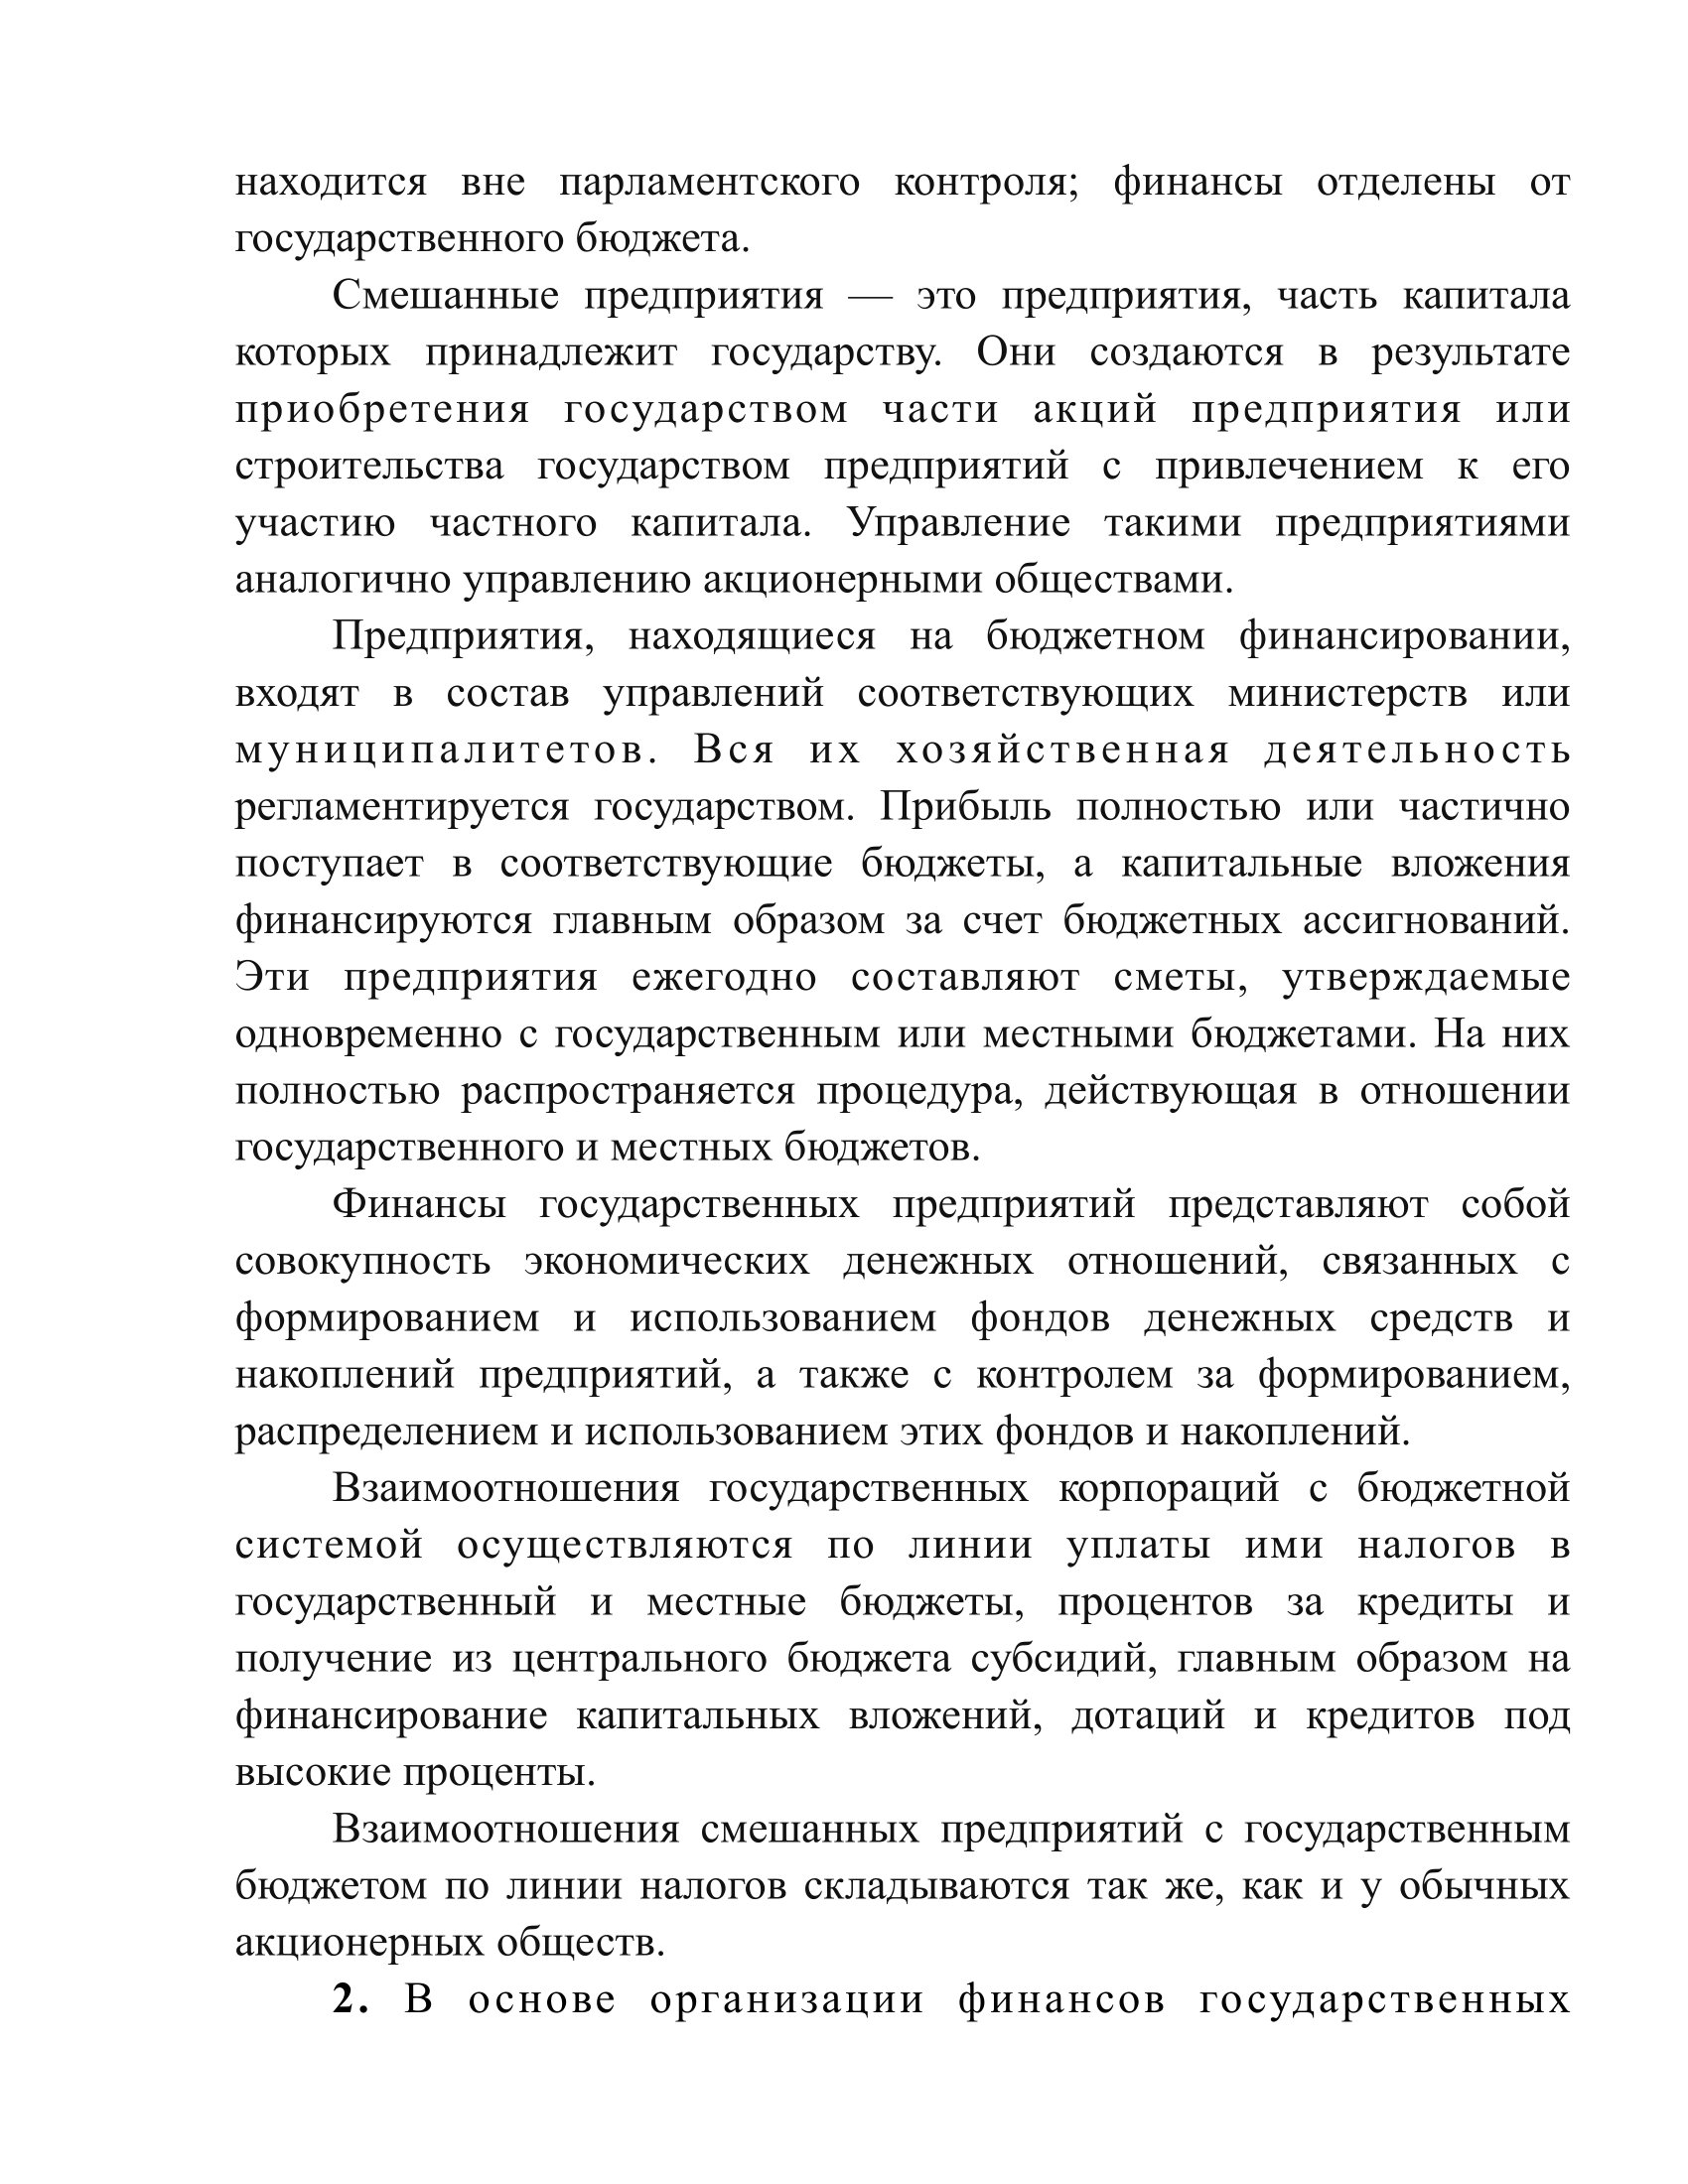 находится вне парламентского контроля; финансы отделены от
государственного бюджета.
Смешанные предприятия — это предприятия, часть капитала
которых принадлежит государству. Они создаются в результате
приобретения государством части акций предприятия или
строительства государством предприятий с привлечением к его
участию частного капитала. Управление такими предприятиями
аналогично управлению акционерными обществами.
Предприятия, находящиеся на бюджетном финансировании,
входят в состав управлений соответствующих министерств или
муниципалитетов. Вся их хозяйственная деятельность
регламентируется государством. Прибыль полностью или частично
поступает в соответствующие бюджеты, а капитальные вложения
финансируются главным образом за счет бюджетных ассигнований.
Эти предприятия ежегодно составляют сметы, утверждаемые
одновременно с государственным или местными бюджетами. На них
полностью распространяется процедура, действующая в отношении
государственного и местных бюджетов.
Финансы государственных предприятий представляют собой
совокупность экономических денежных отношений, связанных с
формированием и использованием фондов денежных средств и
накоплений предприятий, а также с контролем за формированием,
распределением и использованием этих фондов и накоплений.
Взаимоотношения государственных корпораций с бюджетной
системой осуществляются по линии уплаты ими налогов в
государственный и местные бюджеты, процентов за кредиты и
получение из центрального бюджета субсидий, главным образом на
финансирование капитальных вложений, дотаций и кредитов под
высокие проценты.
Взаимоотношения смешанных предприятий с государственным
бюджетом по линии налогов складываются так же, как и у обычных
акционерных обществ.
2. В основе организации финансов государственных